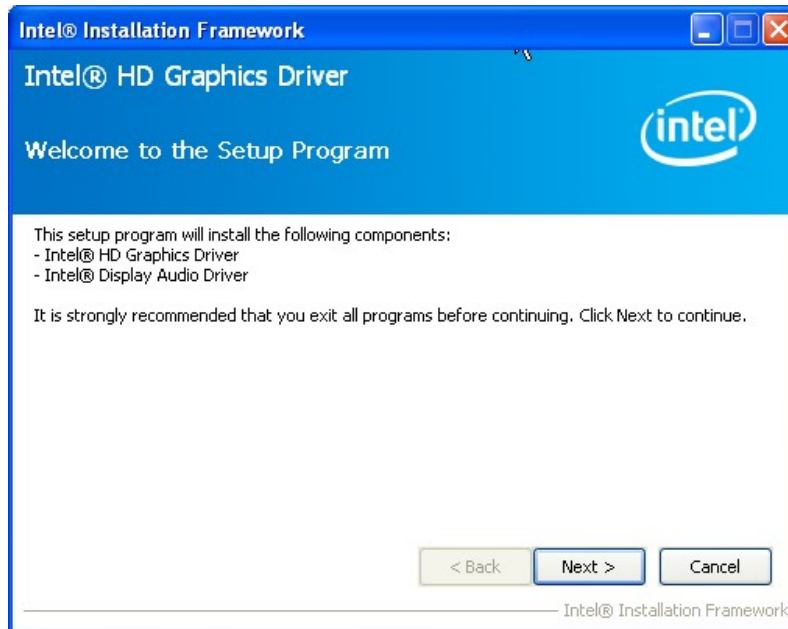 Intel® Installation Framework
Intel® HD Graphics Driver
intel
Welcome to the Setup Program
This setup program will install the following components:
- Intel® HD Graphics Driver
- Intel® Display Audio Driver
It is strongly recommended that you exit all programs before continuing. Click Next to continue.
< Back Next > Cancel
Intel® Installation Framework